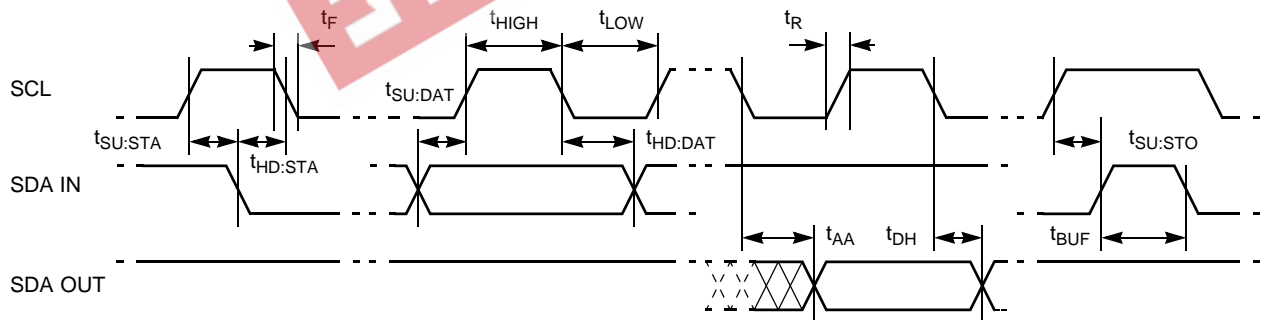 tF
tHIGH
tLOW
tR
SCL
tSU:DAT
tSU:STA
tHD:STA
tHD:DAT
tSU:STO
SDA IN
tAA
tDH
tBUF
SDA OUT